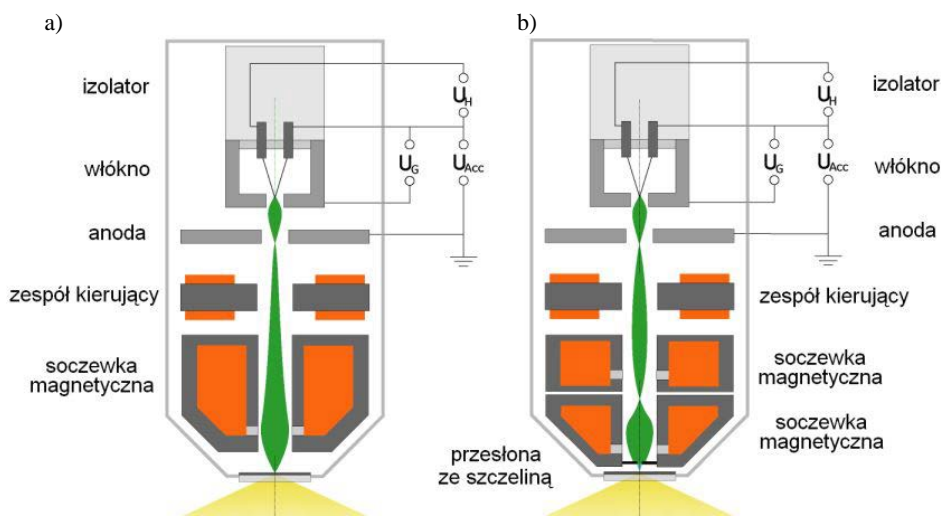 a)
izolator
włókno
anoda
zespół kierujący
soczewka
magnetyczna
U_H
U_G
U_Acc
b)
U_H
U_G
U_Acc
izolator
włókno
anoda
zespół kierujący
soczewka
magnetyczna
soczewka
magnetyczna
przesłona
ze szczeliną